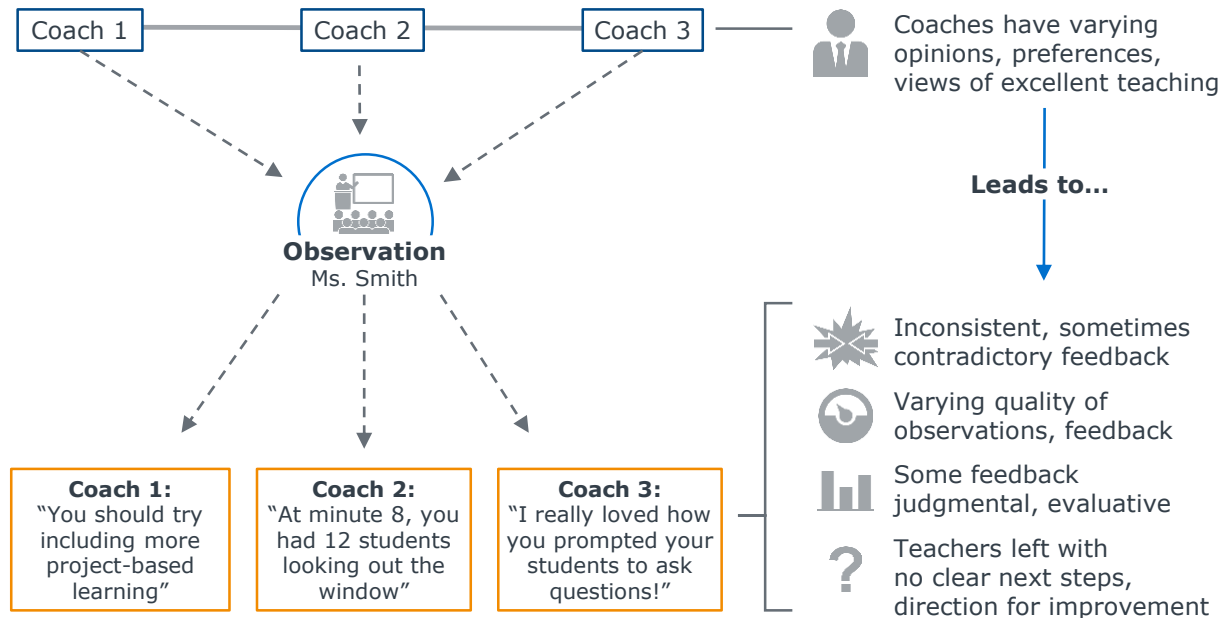 Coach 1
Coach 2
Coach 3
Coaches have varying
opinions, preferences,
views of excellent teaching
Leads to…
Observation
Ms. Smith
Inconsistent, sometimes
contradictory feedback
Varying quality of
observations, feedback
Some feedback
judgmental, evaluative
?
Teachers left with
no clear next steps,
direction for improvement
Coach 1:
“You should try
including more
project-based
learning”
Coach 2:
“At minute 8, you
had 12 students
looking out the
window”
Coach 3:
“I really loved how
you prompted your
students to ask
questions!”